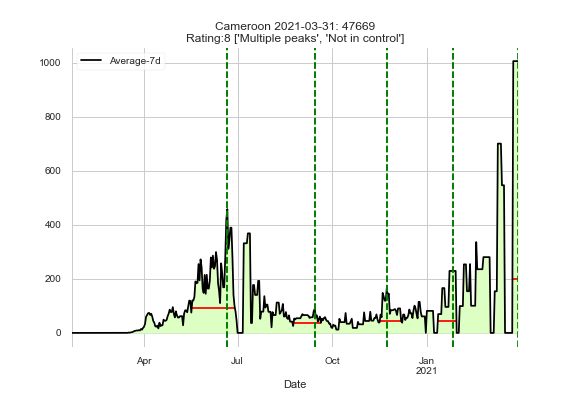 Cameroon 2021-03-31: 47669
Rating:8 ['Multiple peaks', 'Not in control']
Average-7d
1000
800
600
400
200
0
Apr
Jul
Oct
Jan
2021
Date